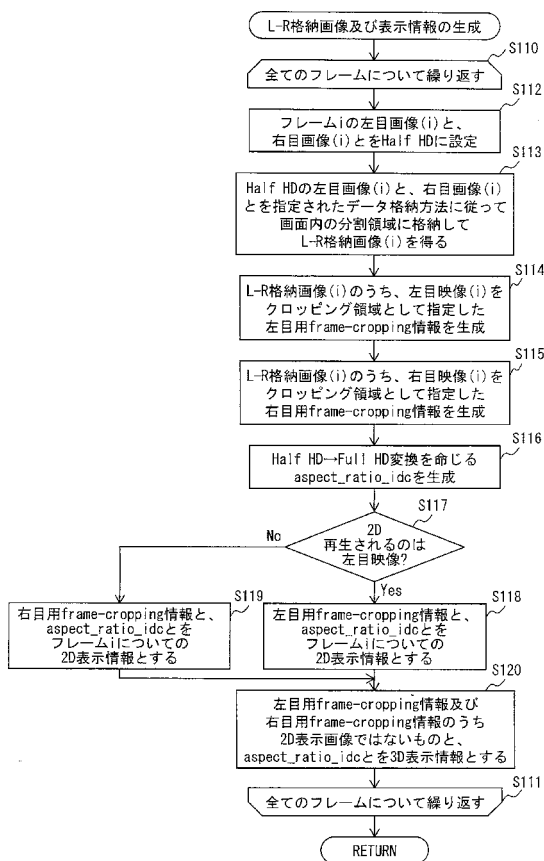 L-R格納画像及び表示情報の生成
S110
全てのフレームについて繰り返す
S112
フレームiの左目画像(i)と、
右目画像(i)とをHalf HDに設定
S113
Half HDの左目画像(i)と、右目画像(i)
とを指定されたデータ格納方法に従って
画面内の分割領域に格納して
L-R格納画像(i)を得る
S114
L-R格納画像(i)のうち、左目映像(i)を
クロッピング領域として指定した
左目用frame-cropping情報を生成
S115
L-R格納画像(i)のうち、右目映像(i)を
クロッピング領域として指定した
右目用frame-cropping情報を生成
S116
Half HD→Full HD変換を命じる
aspect_ratio_idcを生成
S117
2D
再生されるのは
左目映像?
No
Yes
S119
右目用frame-cropping情報と、
aspect_ratio_idcとを
フレームiについての
2D表示情報とする
S118
左目用frame-cropping情報と、
aspect_ratio_idcとを
フレームiについての
2D表示情報とする
S120
左目用frame-cropping情報及び
右目用frame-cropping情報のうち
2D表示画像ではないものと、
aspect_ratio_idcとを3D表示情報とする
S111
全てのフレームについて繰り返す
RETURN